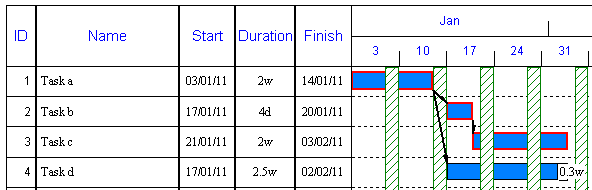 Jan
ID Name Start Duration Finish
3 10 17 24 31
1 Task a 03/01/11 2w 14/01/11
2 Task b 17/01/11 4d 20/01/11
3 Task c 21/01/11 2w 03/02/11
4 Task d 17/01/11 2.5w 02/02/11 0.3w